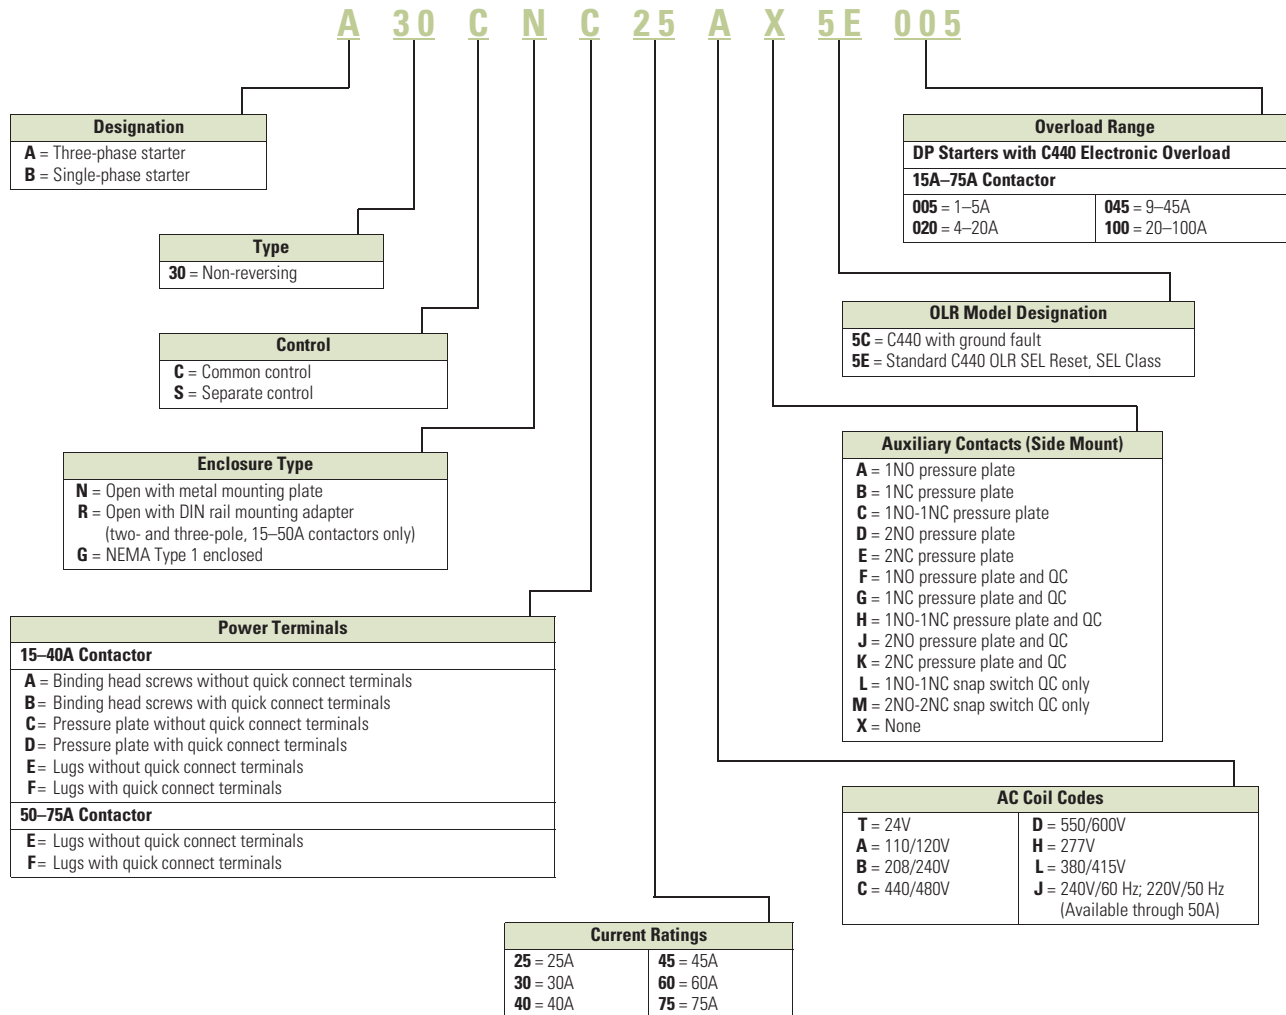 A 30 C N C 25 A X 5E 005
Designation
A = Three-phase starter
B = Single-phase starter
Type
30 = Non-reversing
Control
C = Common control
S = Separate control
Enclosure Type
N = Open with metal mounting plate
R = Open with DIN rail mounting adapter
(two- and three-pole, 15–50A contactors only)
G = NEMA Type 1 enclosed
Power Terminals
15–40A Contactor
A = Binding head screws without quick connect terminals
B = Binding head screws with quick connect terminals
C = Pressure plate without quick connect terminals
D = Pressure plate with quick connect terminals
E = Lugs without quick connect terminals
F = Lugs with quick connect terminals
50–75A Contactor
E = Lugs without quick connect terminals
F = Lugs with quick connect terminals
Current Ratings
25 = 25A
30 = 30A
40 = 40A
45 = 45A
60 = 60A
75 = 75A
Overload Range
DP Starters with C440 Electronic Overload
15A–75A Contactor
005 = 1–5A
020 = 4–20A
045 = 9–45A
100 = 20–100A
OLR Model Designation
5C = C440 with ground fault
5E = Standard C440 OLR SEL Reset, SEL Class
Auxiliary Contacts (Side Mount)
A = 1NO pressure plate
B = 1NC pressure plate
C = 1NO-1NC pressure plate
D = 2NO pressure plate
E = 2NC pressure plate
F = 1NO pressure plate and QC
G = 1NC pressure plate and QC
H = 1NO-1NC pressure plate and QC
J = 2NO pressure plate and QC
K = 2NC pressure plate and QC
L = 1NO-1NC snap switch QC only
M = 2NO-2NC snap switch QC only
X = None
AC Coil Codes
T = 24V
A = 110/120V
B = 208/240V
C = 440/480V
D = 550/600V
H = 277V
L = 380/415V
J = 240V/60 Hz; 220V/50 Hz
(Available through 50A)